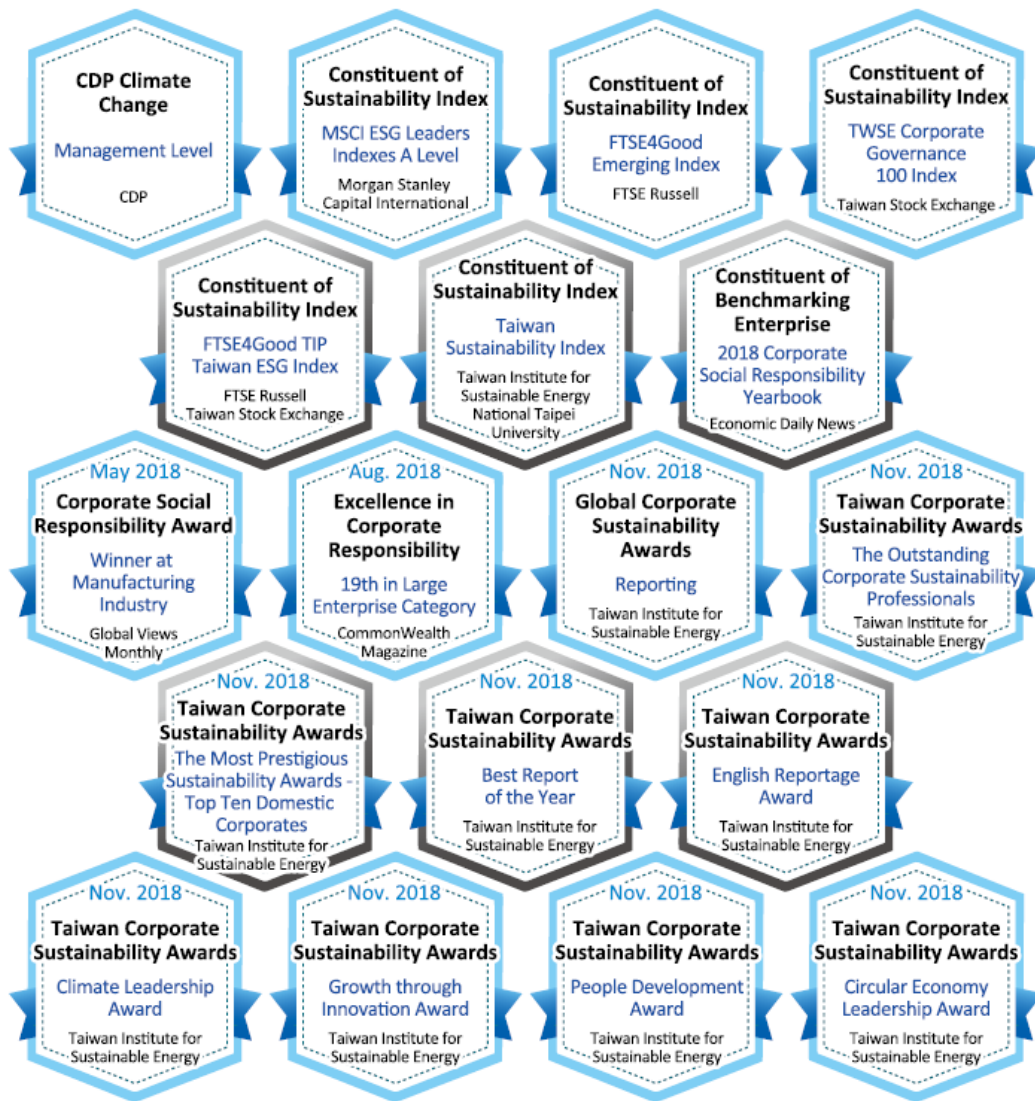 CDP Climate
Change
Management Level
CDP
Constituent of
Sustainability Index
MSCI ESG Leaders
Indexes A Level
Morgan Stanley
Capital International
Constituent of
Sustainability Index
FTSE4Good
Emerging Index
FTSE Russell
Constituent of
Sustainability Index
TWSE Corporate
Governance
100 Index
Taiwan Stock Exchange
Constituent of
Sustainability Index
FTSE4Good TIP
Taiwan ESG Index
FTSE Russell
Taiwan Stock Exchange
Constituent of
Sustainability Index
Taiwan
Sustainability Index
Taiwan Institute for
Sustainable Energy
National Taipei
University
Constituent of
Benchmarking
Enterprise
2018 Corporate
Social Responsibility
Yearbook
Economic Daily News
May 2018
Corporate Social
Responsibility Award
Winner at
Manufacturing
Industry
Global Views
Monthly
Aug. 2018
Excellence in
Corporate
Responsibility
19th in Large
Enterprise Category
CommonWealth
Magazine
Nov. 2018
Global Corporate
Sustainability
Awards
Reporting
Taiwan Institute for
Sustainable Energy
Nov. 2018
Taiwan Corporate
Sustainability Awards
The Outstanding
Corporate Sustainability
Professionals
Taiwan Institute for
Sustainable Energy
Nov. 2018
Taiwan Corporate
Sustainability Awards
The Most Prestigious
Sustainability Awards -
Top Ten Domestic
Corporates
Taiwan Institute for
Sustainable Energy
Nov. 2018
Taiwan Corporate
Sustainability Awards
Best Report
of the Year
Taiwan Institute for
Sustainable Energy
Nov. 2018
Taiwan Corporate
Sustainability Awards
English Reportage
Award
Taiwan Institute for
Sustainable Energy
Nov. 2018
Taiwan Corporate
Sustainability Awards
Climate Leadership
Award
Taiwan Institute for
Sustainable Energy
Nov. 2018
Taiwan Corporate
Sustainability Awards
Growth through
Innovation Award
Taiwan Institute for
Sustainable Energy
Nov. 2018
Taiwan Corporate
Sustainability Awards
People Development
Award
Taiwan Institute for
Sustainable Energy
Nov. 2018
Taiwan Corporate
Sustainability Awards
Circular Economy
Leadership Award
Taiwan Institute for
Sustainable Energy